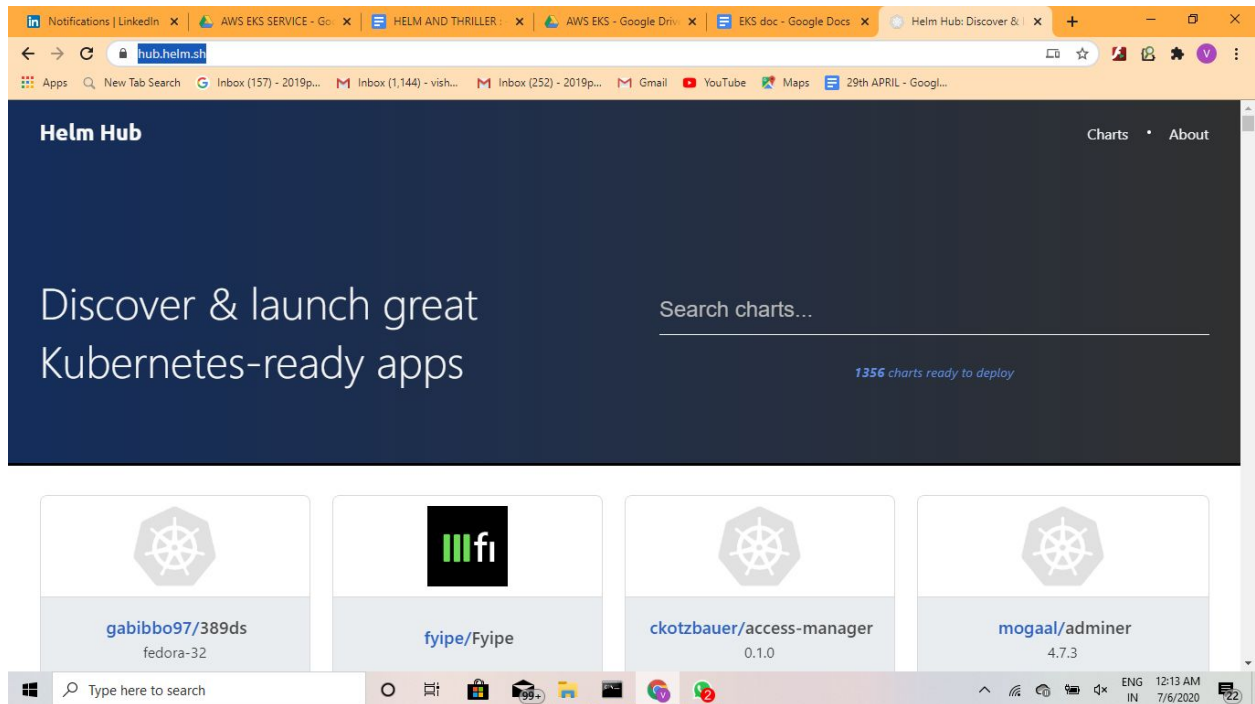 Notifications | LinkedIn
AWS EKS SERVICE - Go
HELM AND THRILLER :
AWS EKS - Google Driv
EKS doc - Google Docs
Helm Hub: Discover & l
hub.helm.sh
V
Apps
New Tab Search
Inbox (157) - 2019p...
Inbox (1,144) - vish...
Inbox (252) - 2019p...
Gmail
YouTube
Maps
29th APRIL - Googl...
Helm Hub
Charts • About
Discover & launch great
Kubernetes-ready apps
Search charts...
1356 charts ready to deploy
fi
gabibbo97/389ds
fedora-32
fyipe/Fyipe
ckotzbauer/access-manager
0.1.0
mogaal/adminer
4.7.3
Type here to search
99+
V
2
ENG
IN
12:13 AM
7/6/2020
22